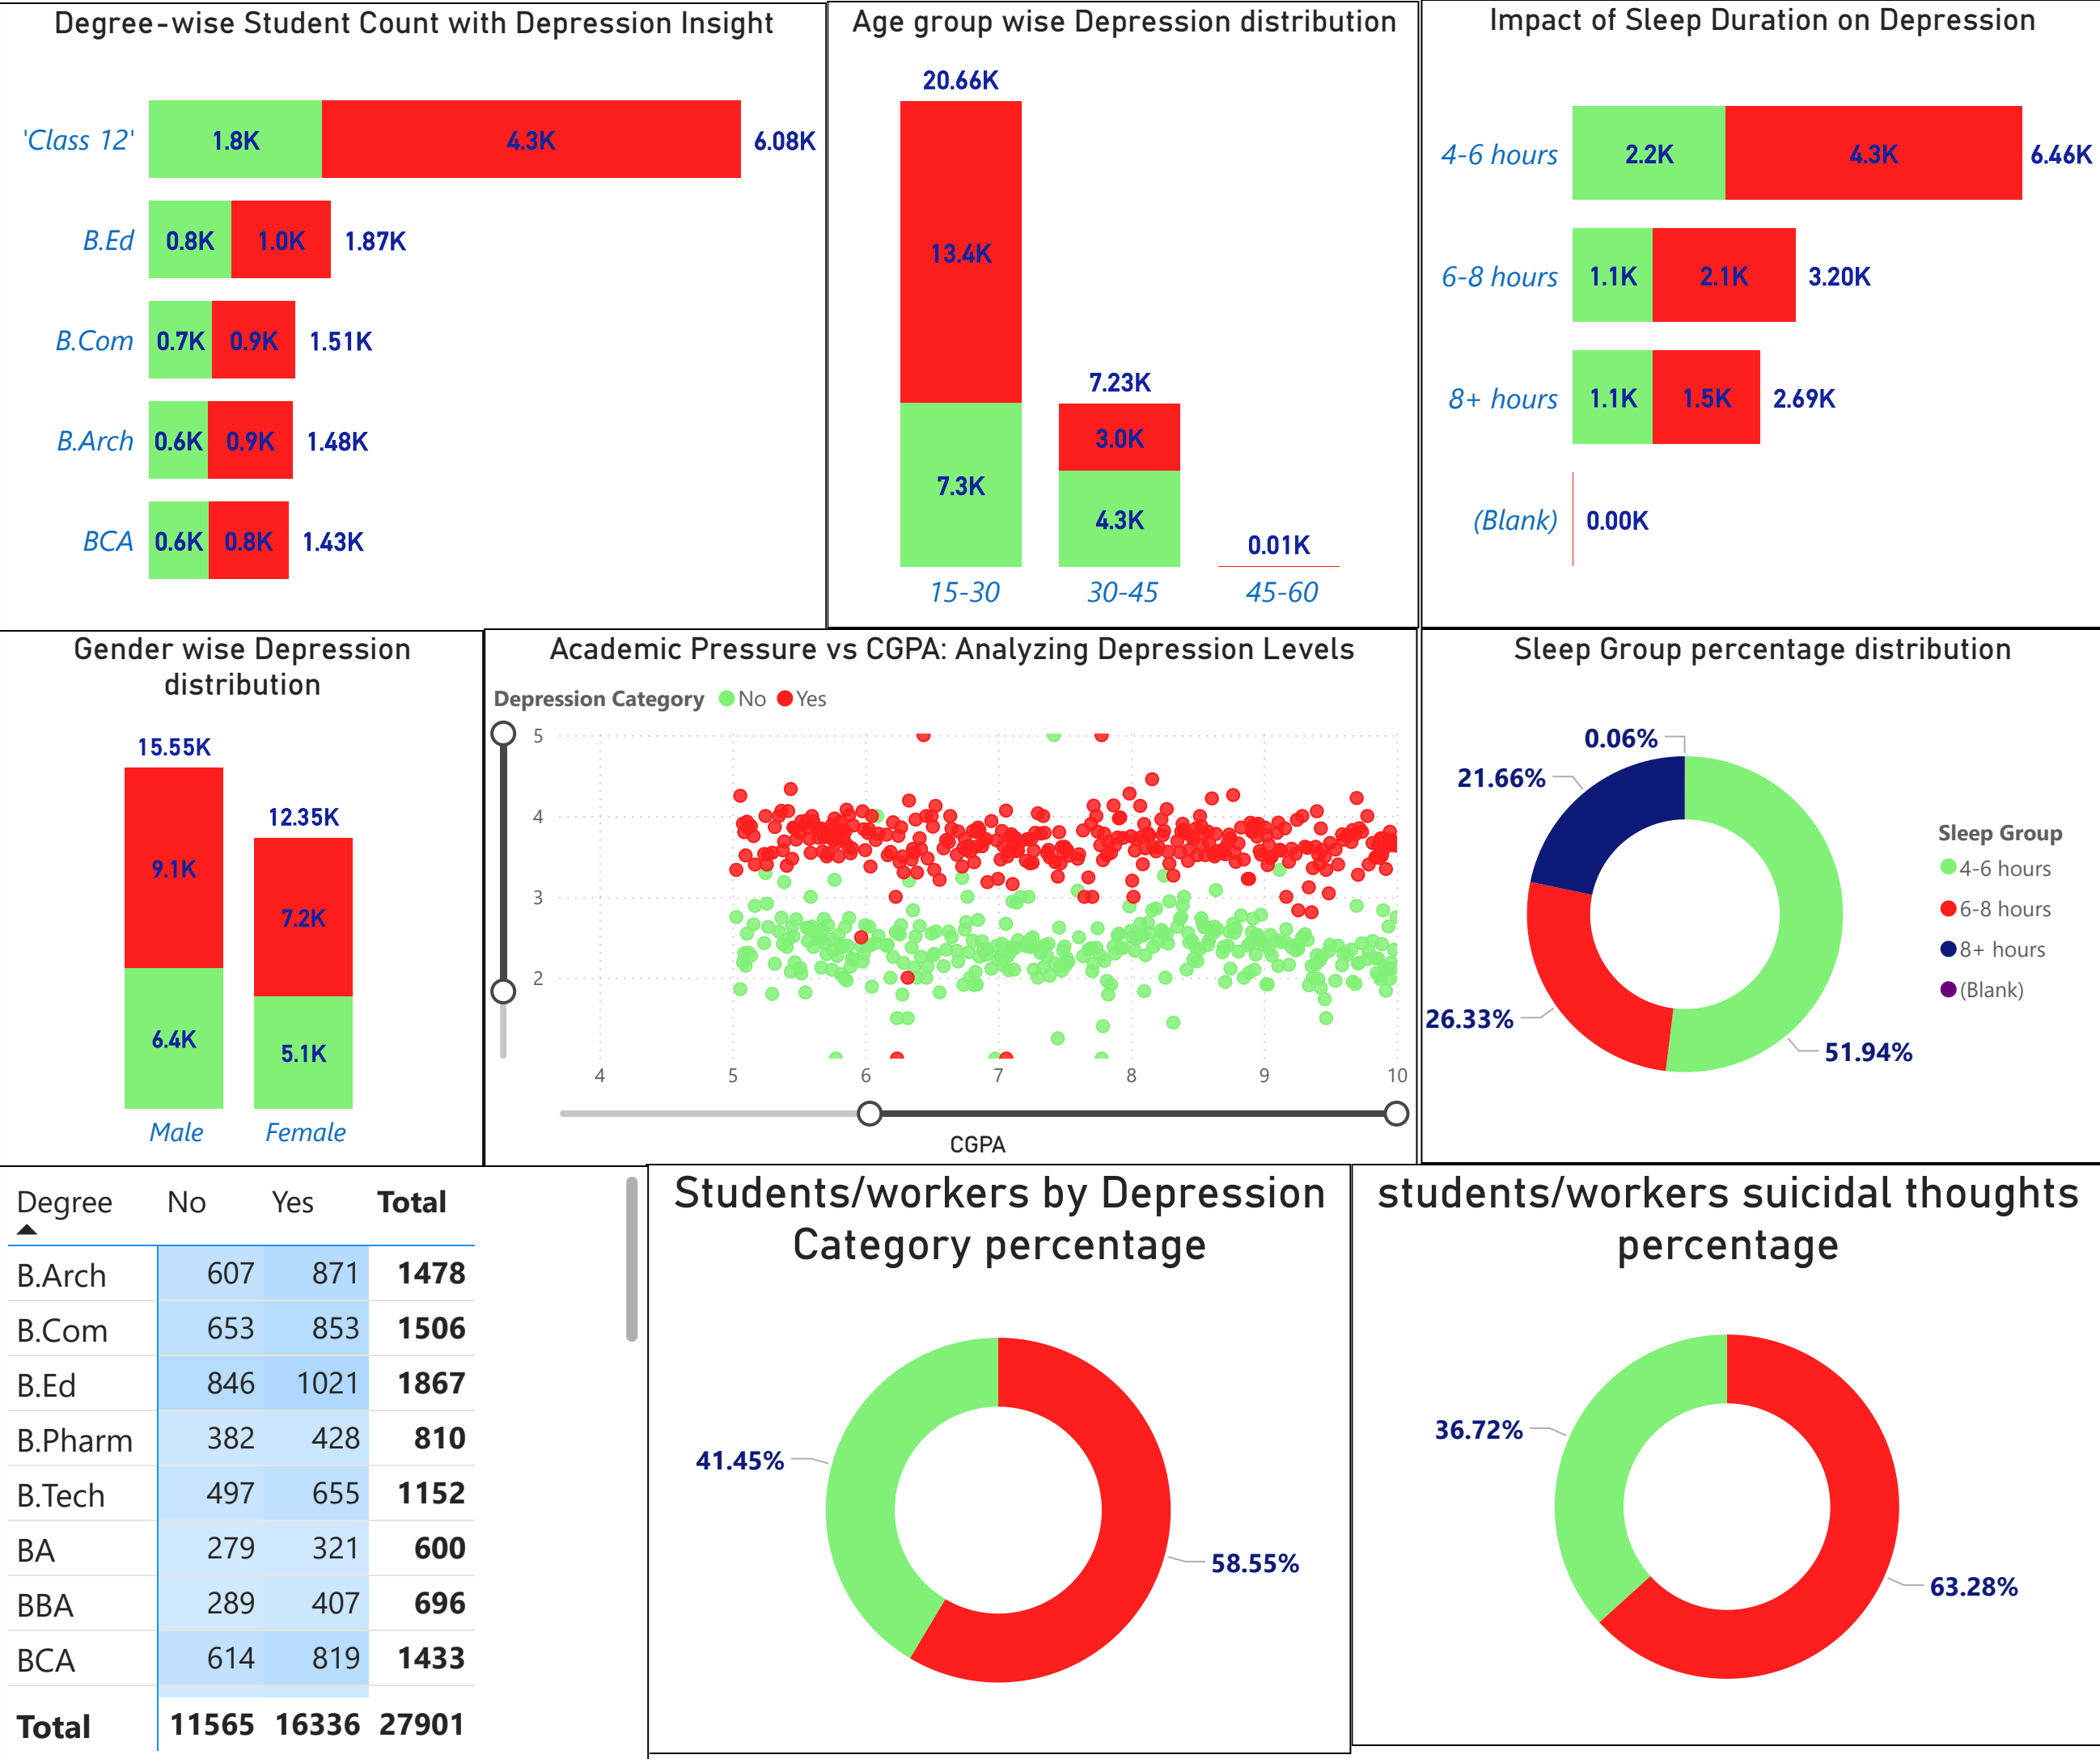 Degree-wise Student Count with Depression Insight
'Class 12' 1.8K 4.3K 6.08K
B.Ed 0.8K 1.0K 1.87K
B.Com 0.7K 0.9K 1.51K
B.Arch 0.6K 0.9K 1.48K
BCA 0.6K 0.8K 1.43K
Age group wise Depression distribution
20.66K
13.4K
7.23K
3.0K
7.3K
4.3K
0.01K
15-30 30-45 45-60
Impact of Sleep Duration on Depression
4-6 hours 2.2K 4.3K 6.46K
6-8 hours 1.1K 2.1K 3.20K
8+ hours 1.1K 1.5K 2.69K
(Blank) 0.00K
Gender wise Depression
distribution
15.55K
12.35K
9.1K
7.2K
6.4K
5.1K
Male Female
Academic Pressure vs CGPA: Analyzing Depression Levels
Depression Category No Yes
5
4
3
2
4 5 6 7 8 9 10
CGPA
Sleep Group percentage distribution
0.06%
21.66%
26.33%
51.94%
Sleep Group
4-6 hours
6-8 hours
8+ hours
(Blank)
Degree No Yes Total
B.Arch 607 871 1478
B.Com 653 853 1506
B.Ed 846 1021 1867
B.Pharm 382 428 810
B.Tech 497 655 1152
BA 279 321 600
BBA 289 407 696
BCA 614 819 1433
Total 11565 16336 27901
Students/workers by Depression
Category percentage
41.45%
58.55%
students/workers suicidal thoughts
percentage
36.72%
63.28%